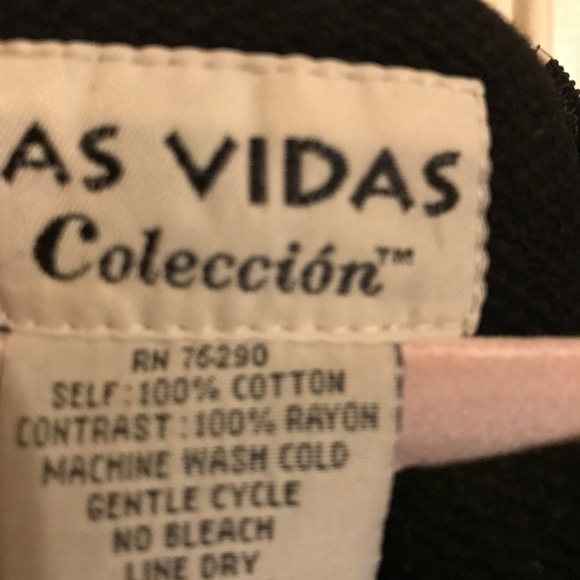 AS VIDAS
Colección™
RN 76290
SELF:100% COTTON
CONTRAST:100% RAYON
MACHINE WASH COLD
GENTLE CYCLE
NO BLEACH
LINE DRY